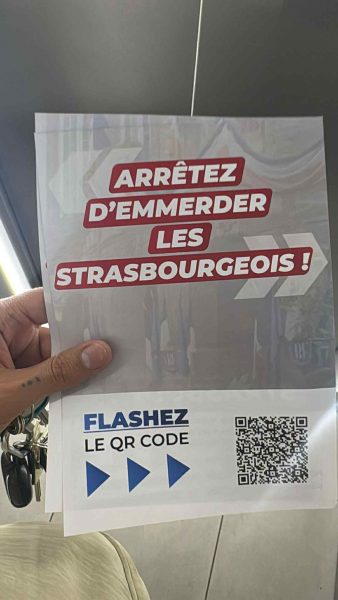 ARRÊTEZ
D'EMMERDER
LES
STRASBOURGEOIS !
FLASHEZ
LE QR CODE